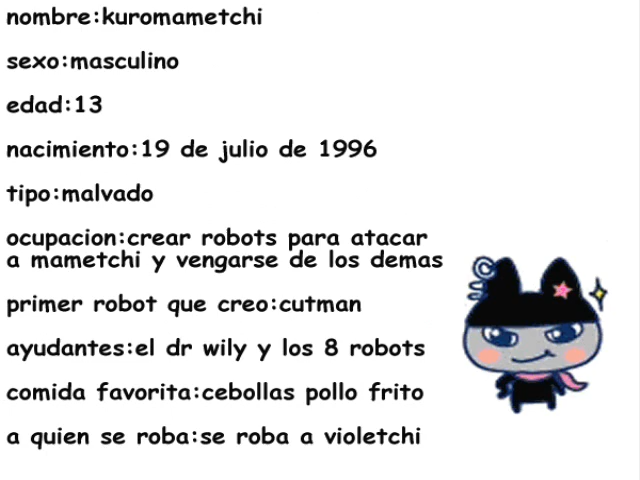 nombre:kuromametchi
sexo:masculino
edad:13
nacimiento:19 de julio de 1996
tipo:malvado
ocupacion:crear robots para atacar
a mametchi y vengarse de los demas
primer robot que creo:cutman
ayudantes:el dr wily y los 8 robots
comida favorita:cebollas pollo frito
a quien se roba:se roba a violetchi